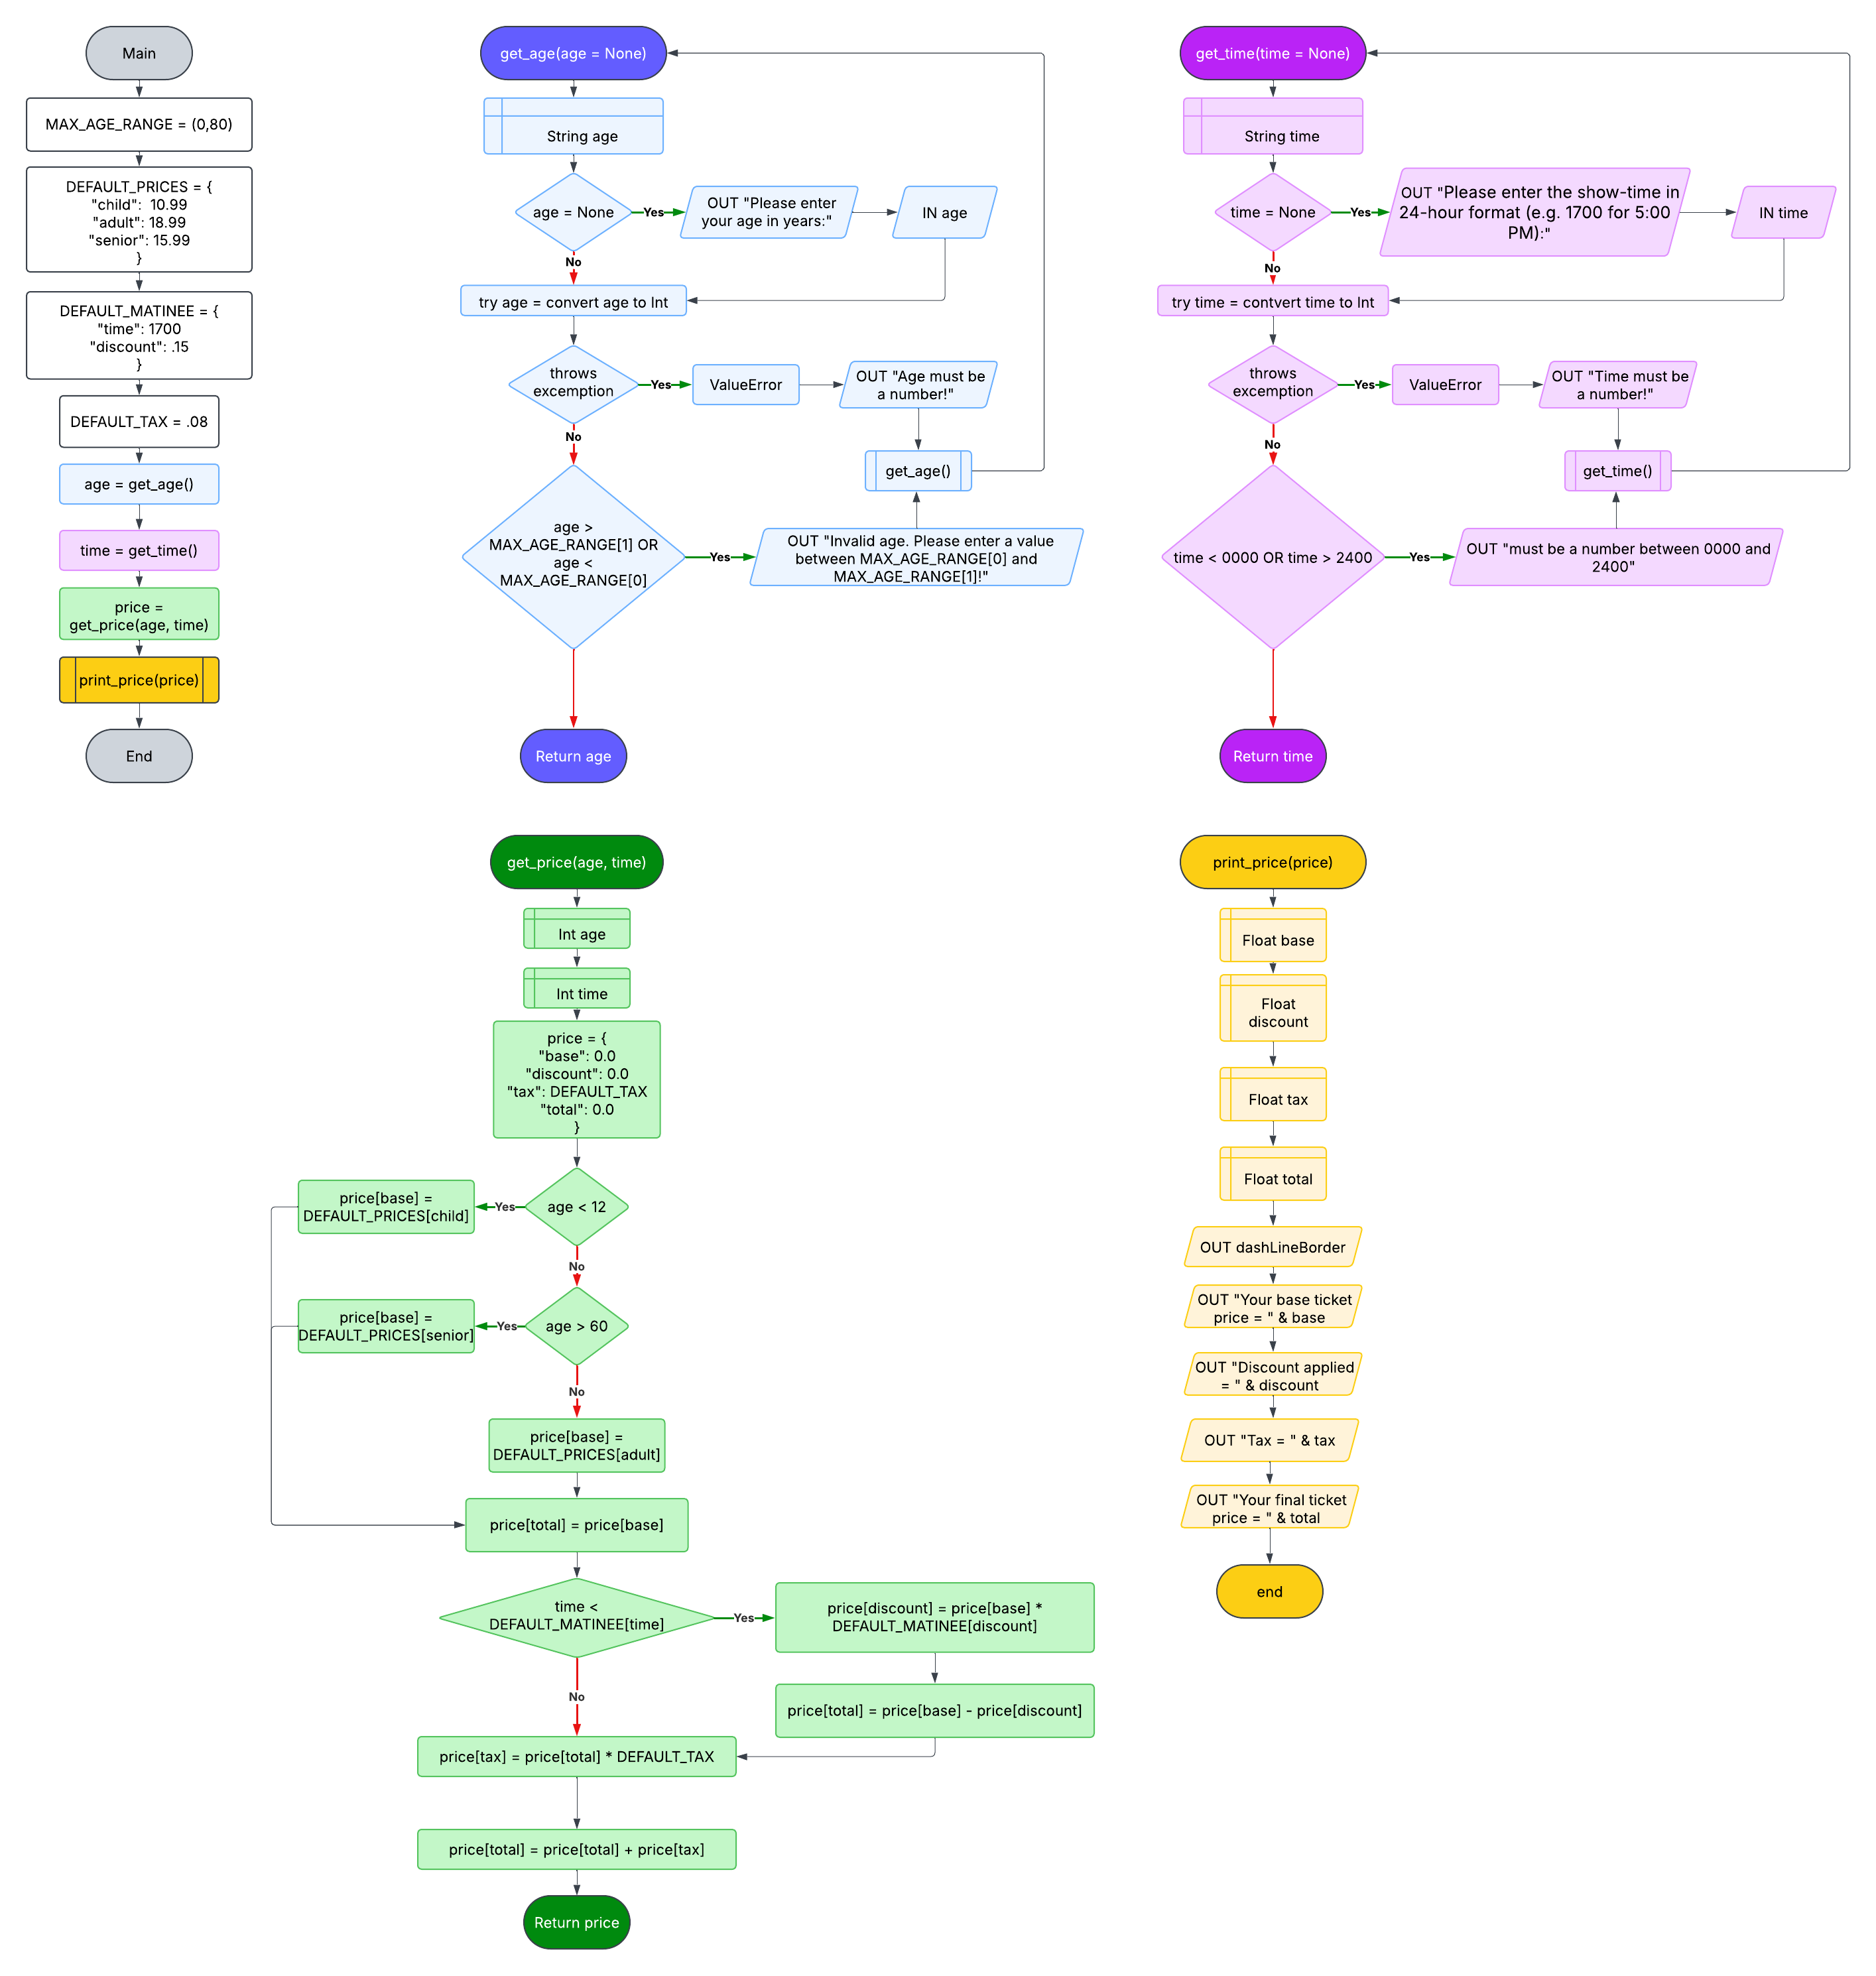 Main
MAX_AGE_RANGE = (0,80)
DEFAULT_PRICES = {
"child":  10.99
"adult": 18.99
"senior": 15.99
}
DEFAULT_MATINEE = {
"time": 1700
"discount": .15
}
DEFAULT_TAX = .08
age = get_age()
time = get_time()
price =
get_price(age, time)
print_price(price)
End
get_age(age = None)
String age
age = None
Yes
OUT "Please enter
your age in years:"
IN age
No
try age = convert age to Int
throws
excemption
Yes
ValueError
OUT "Age must be
a number!"
No
get_age()
age >
MAX_AGE_RANGE[1] OR
age <
MAX_AGE_RANGE[0]
Yes
OUT "Invalid age. Please enter a value
between MAX_AGE_RANGE[0] and
MAX_AGE_RANGE[1]!"
Return age
get_time(time = None)
String time
time = None
Yes
OUT "Please enter the show-time in
24-hour format (e.g. 1700 for 5:00
PM):"
IN time
No
try time = contvert time to Int
throws
excemption
Yes
ValueError
OUT "Time must be
a number!"
No
get_time()
time < 0000 OR time > 2400
Yes
OUT "must be a number between 0000 and
2400"
Return time
get_price(age, time)
Int age
Int time
price = {
"base": 0.0
"discount": 0.0
"tax": DEFAULT_TAX
"total": 0.0
}
age < 12
Yes
price[base] =
DEFAULT_PRICES[child]
No
age > 60
Yes
price[base] =
DEFAULT_PRICES[senior]
No
price[base] =
DEFAULT_PRICES[adult]
price[total] = price[base]
time <
DEFAULT_MATINEE[time]
Yes
price[discount] = price[base] *
DEFAULT_MATINEE[discount]
No
price[total] = price[base] - price[discount]
price[tax] = price[total] * DEFAULT_TAX
price[total] = price[total] + price[tax]
Return price
print_price(price)
Float base
Float
discount
Float tax
Float total
OUT dashLineBorder
OUT "Your base ticket
price = " & base
OUT "Discount applied
= " & discount
OUT "Tax = " & tax
OUT "Your final ticket
price = " & total
end